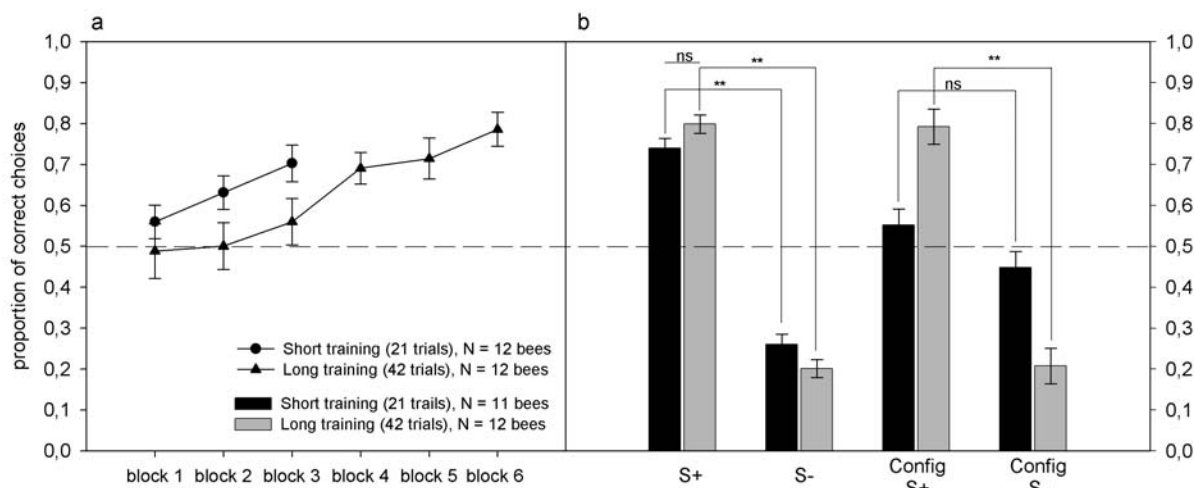 a
b
1,0
0,9
0,8
0,7
0,6
0,5
0,4
0,3
0,2
0,1
0,0
proportion of correct choices
Short training (21 trials), N = 12 bees
Long training (42 trials), N = 12 bees
Short training (21 trails), N = 11 bees
Long training (42 trials), N = 12 bees
block 1 block 2 block 3 block 4 block 5 block 6
ns
**
**
ns
**
S+ S- Config Config
S+ S-
1,0
0,9
0,8
0,7
0,6
0,5
0,4
0,3
0,2
0,1
0,0